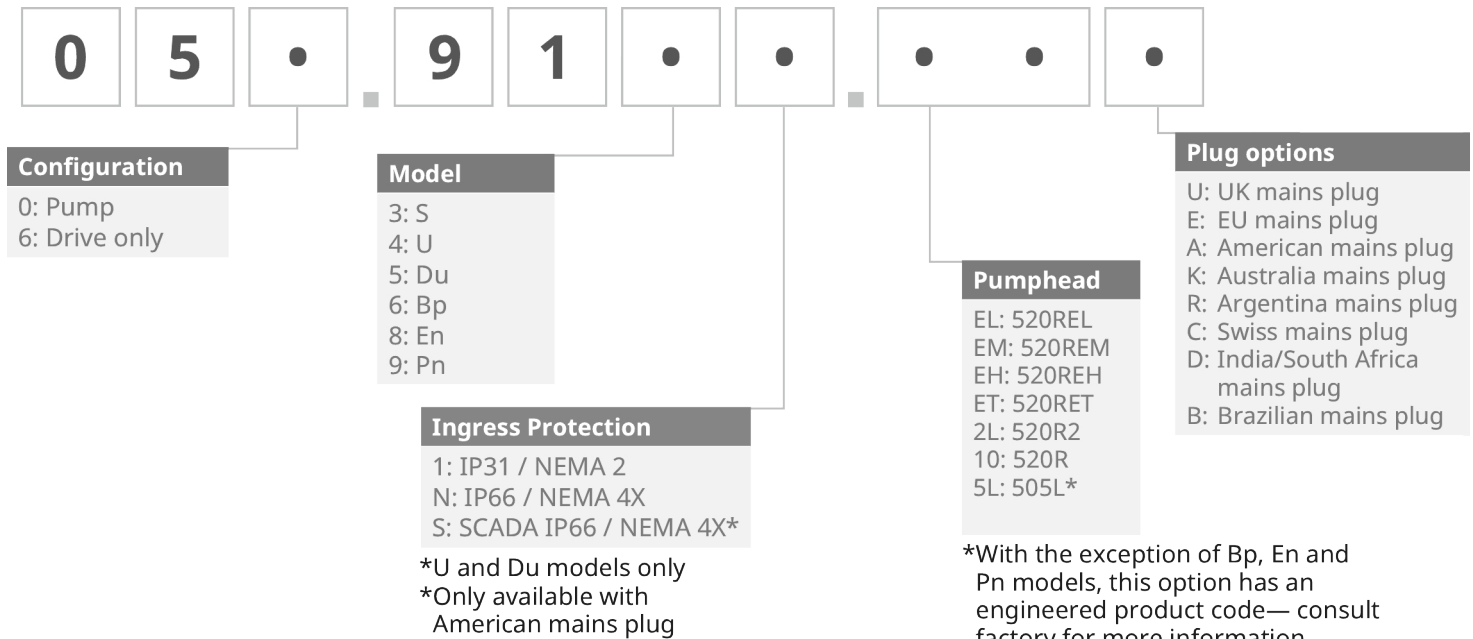 0 5 • . 9 1 • • . • • •
Configuration
0: Pump
6: Drive only
Model
3: S
4: U
5: Du
6: Bp
8: En
9: Pn
Ingress Protection
1: IP31 / NEMA 2
N: IP66 / NEMA 4X
S: SCADA IP66 / NEMA 4X*
*U and Du models only
*Only available with
American mains plug
Pumphead
EL: 520REL
EM: 520REM
EH: 520REH
ET: 520RET
2L: 520R2
10: 520R
5L: 505L*
*With the exception of Bp, En and
Pn models, this option has an
engineered product code— consult
factory for more information
Plug options
U: UK mains plug
E: EU mains plug
A: American mains plug
K: Australia mains plug
R: Argentina mains plug
C: Swiss mains plug
D: India/South Africa
mains plug
B: Brazilian mains plug